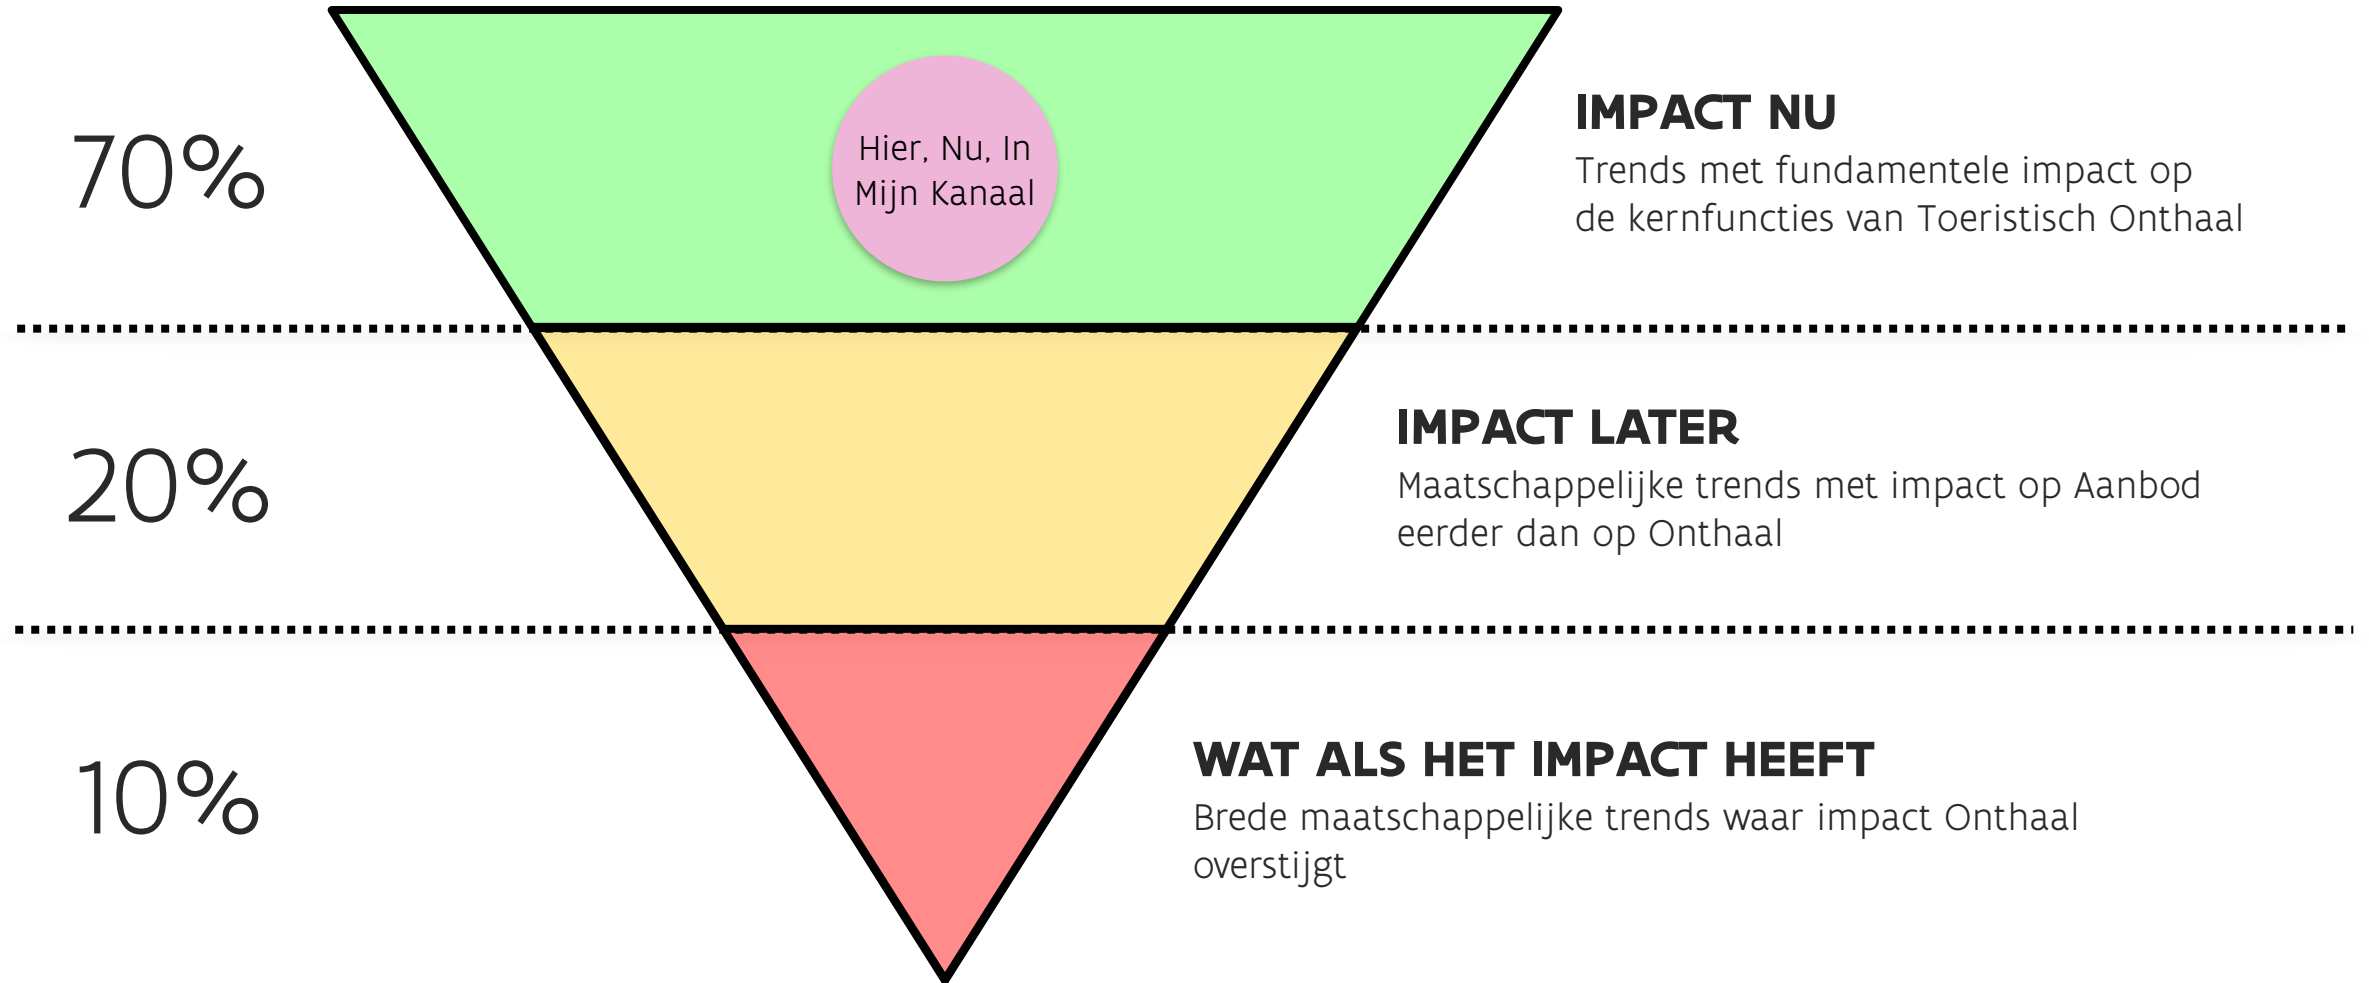 70%
Hier, Nu, In
Mijn Kanaal
IMPACT NU
Trends met fundamentele impact op
de kernfuncties van Toeristisch Onthaal
20%
IMPACT LATER
Maatschappelijke trends met impact op Aanbod
eerder dan op Onthaal
10%
WAT ALS HET IMPACT HEEFT
Brede maatschappelijke trends waar impact Onthaal
overstijgt